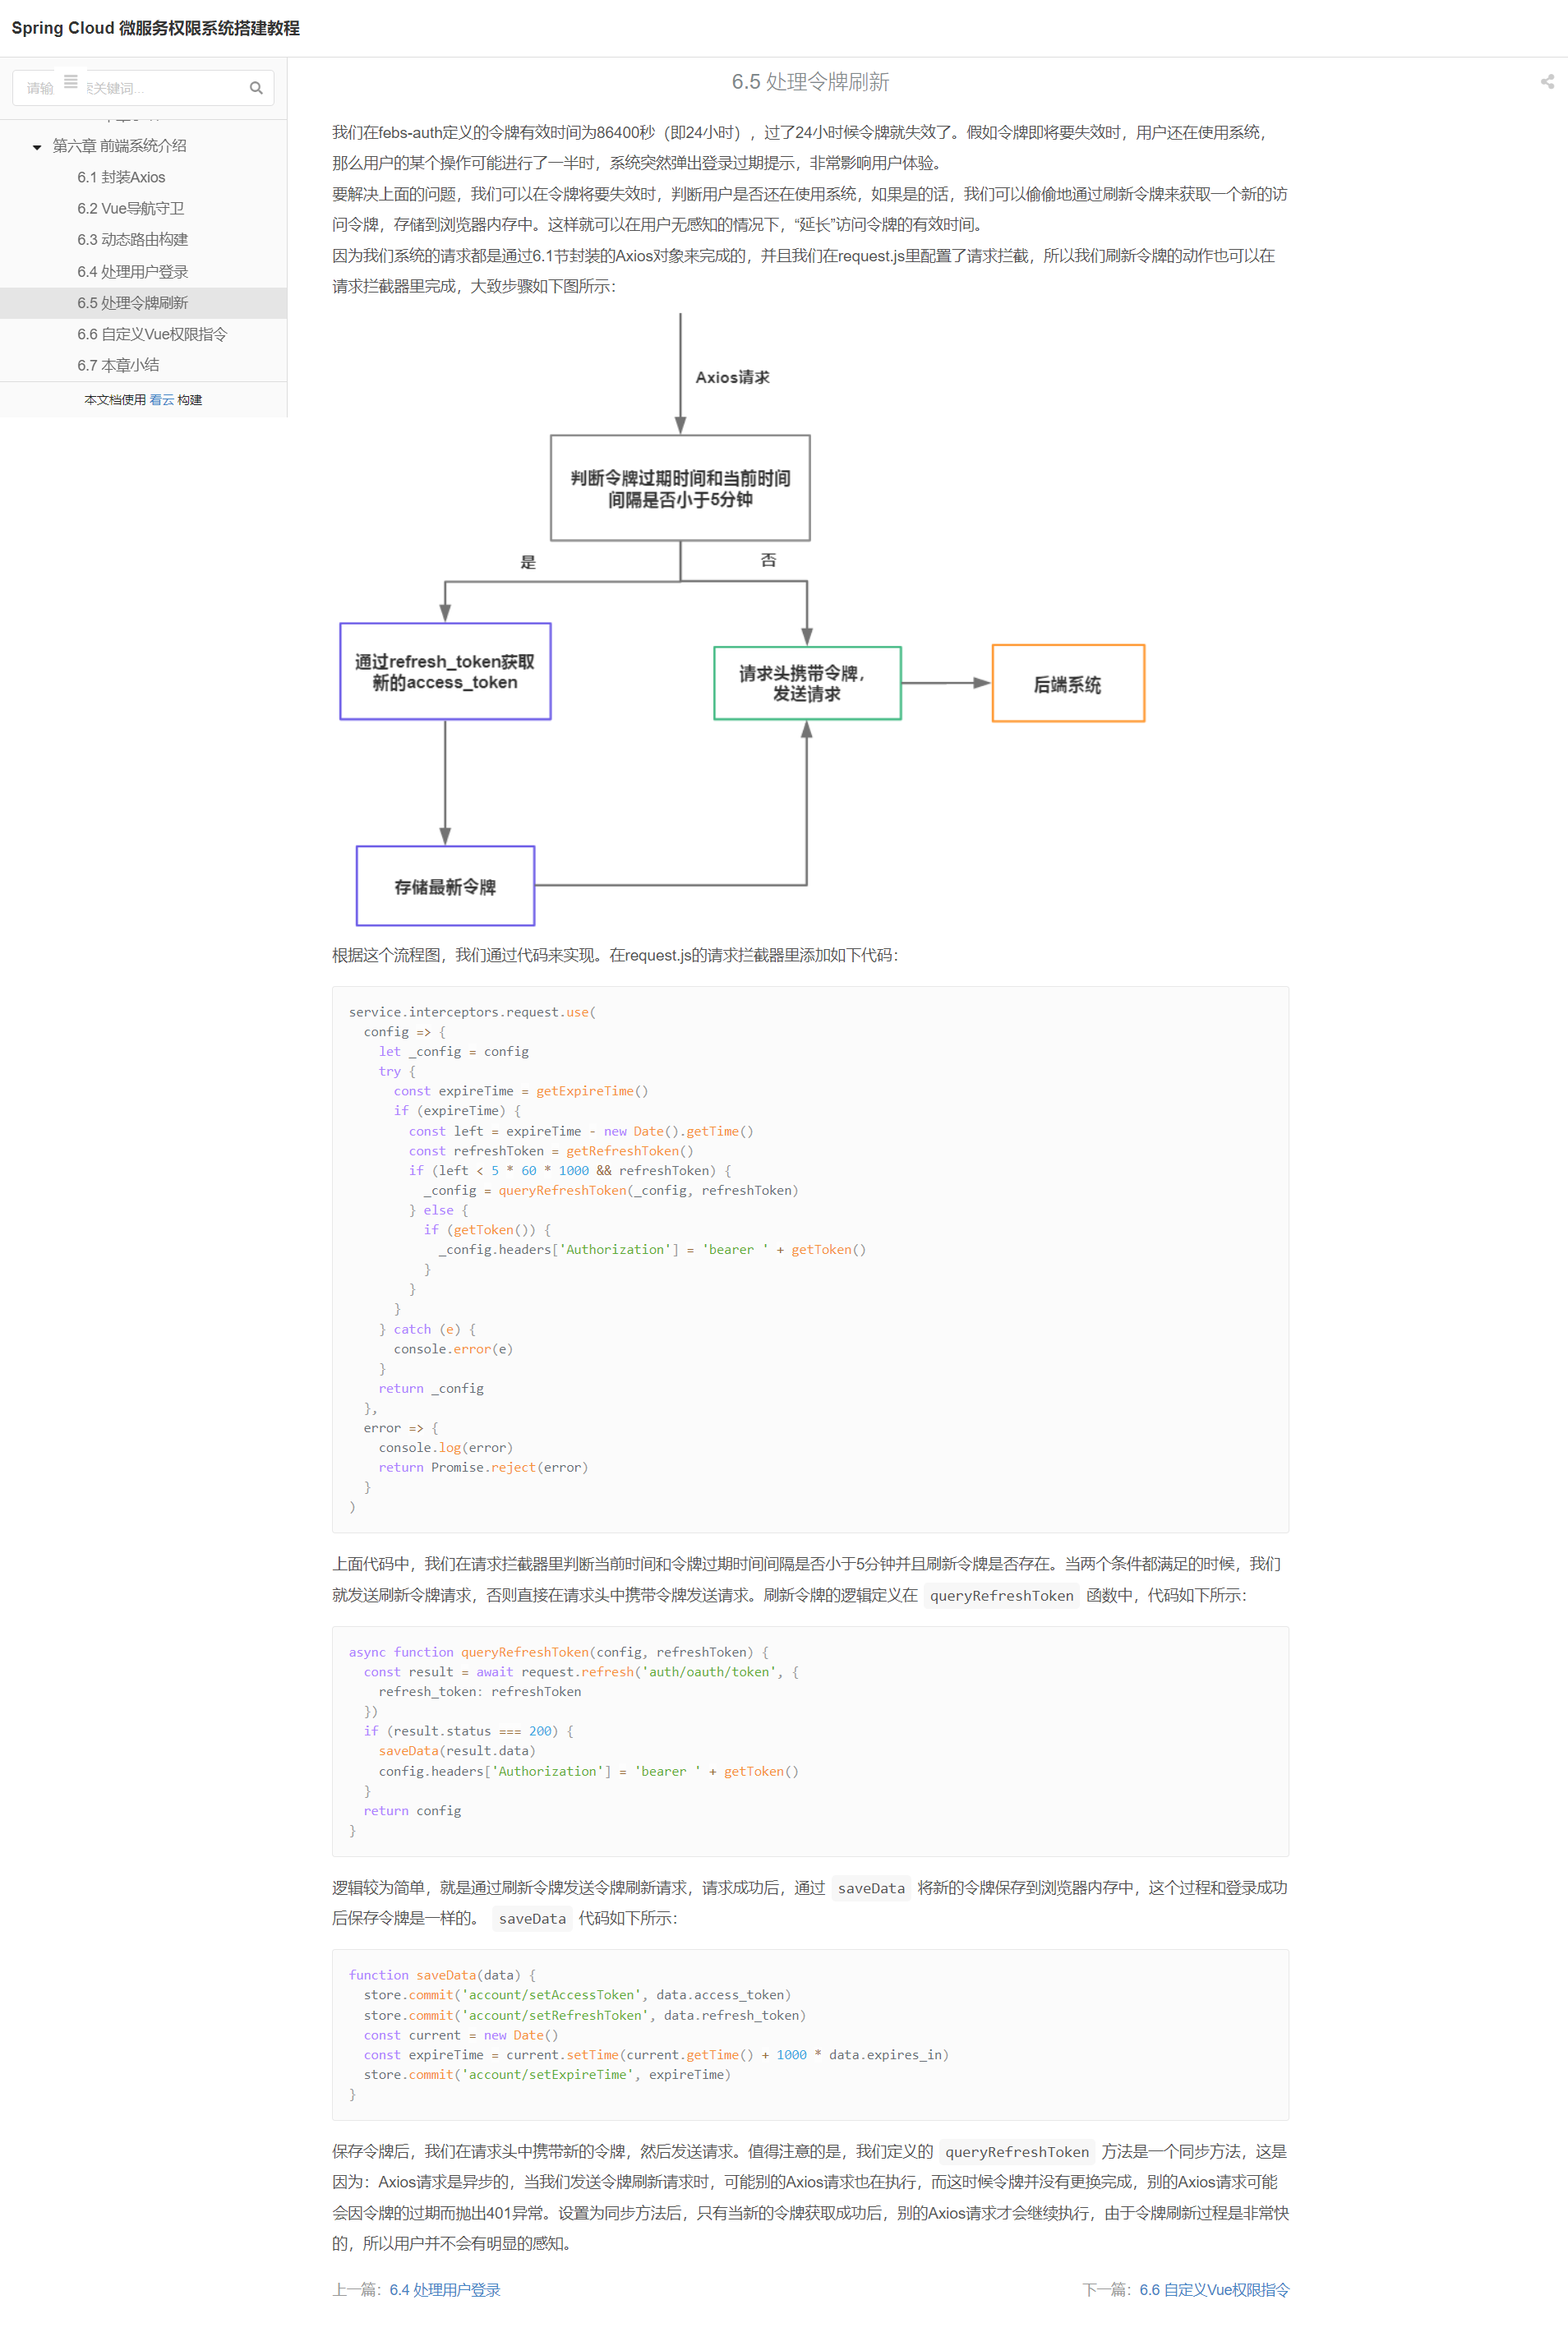 Spring Cloud 微服务权限系统搭建教程
请输
关键词...
第六章 前端系统介绍
6.1 封装Axios
6.2 Vue导航守卫
6.3 动态路由构建
6.4 处理用户登录
6.5 处理令牌刷新
6.6 自定义Vue权限指令
6.7 本章小结
本文档使用 看云 构建
6.5 处理令牌刷新
我们在febs-auth定义的令牌有效时间为86400秒（即24小时），过了24小时候令牌就失效了。假如令牌即将要失效时，用户还在使用系统，
那么用户的某个操作可能进行了一半时，系统突然弹出登录过期提示，非常影响用户体验。
要解决上面的问题，我们可以在令牌将要失效时，判断用户是否还在使用系统，如果是的话，我们可以偷偷地通过刷新令牌来获取一个新的访
问令牌，存储到浏览器内存中。这样就可以在用户无感知的情况下，“延长”访问令牌的有效时间。
因为我们系统的请求都是通过6.1节封装的Axios对象来完成的，并且我们在request.js里配置了请求拦截，所以我们刷新令牌的动作也可以在
请求拦截器里完成，大致步骤如下图所示：
Axios请求
判断令牌过期时间和当前时间
间隔是否小于5分钟
是
否
通过refresh_token获取
新的access_token
请求头携带令牌，
发送请求
后端系统
存储最新令牌
根据这个流程图，我们通过代码来实现。在request.js的请求拦截器里添加如下代码：
service.interceptors.request.use(
  config => {
    let _config = config
    try {
      const expireTime = getExpireTime()
      if (expireTime) {
        const left = expireTime - new Date().getTime()
        const refreshToken = getRefreshToken()
        if (left < 5 * 60 * 1000 && refreshToken) {
          _config = queryRefreshToken(_config, refreshToken)
        } else {
          if (getToken()) {
            _config.headers['Authorization'] = 'bearer ' + getToken()
          }
        }
      }
    } catch (e) {
      console.error(e)
    }
    return _config
  },
  error => {
    console.log(error)
    return Promise.reject(error)
  }
)
上面代码中，我们在请求拦截器里判断当前时间和令牌过期时间间隔是否小于5分钟并且刷新令牌是否存在。当两个条件都满足的时候，我们
就发送刷新令牌请求，否则直接在请求头中携带令牌发送请求。刷新令牌的逻辑定义在 queryRefreshToken 函数中，代码如下所示：
async function queryRefreshToken(config, refreshToken) {
  const result = await request.refresh('auth/oauth/token', {
    refresh_token: refreshToken
  })
  if (result.status === 200) {
    saveData(result.data)
    config.headers['Authorization'] = 'bearer ' + getToken()
  }
  return config
}
逻辑较为简单，就是通过刷新令牌发送令牌刷新请求，请求成功后，通过 saveData 将新的令牌保存到浏览器内存中，这个过程和登录成功
后保存令牌是一样的。 saveData 代码如下所示：
function saveData(data) {
  store.commit('account/setAccessToken', data.access_token)
  store.commit('account/setRefreshToken', data.refresh_token)
  const current = new Date()
  const expireTime = current.setTime(current.getTime() + 1000 * data.expires_in)
  store.commit('account/setExpireTime', expireTime)
}
保存令牌后，我们在请求头中携带新的令牌，然后发送请求。值得注意的是，我们定义的 queryRefreshToken 方法是一个同步方法，这是
因为：Axios请求是异步的，当我们发送令牌刷新请求时，可能别的Axios请求也在执行，而这时候令牌并没有更换完成，别的Axios请求可能
会因令牌的过期而抛出401异常。设置为同步方法后，只有当新的令牌获取成功后，别的Axios请求才会继续执行，由于令牌刷新过程是非常快
的，所以用户并不会有明显的感知。
上一篇：6.4 处理用户登录
下一篇：6.6 自定义Vue权限指令